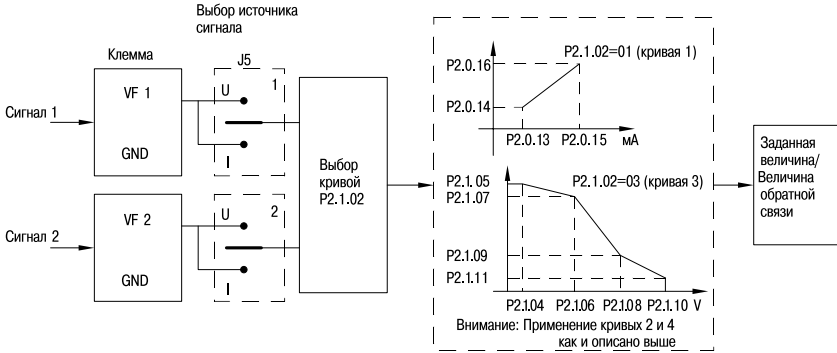 Выбор источника
сигнала
Клемма
J5
Сигнал 1
VF 1
GND
U
1
I
Сигнал 2
VF 2
GND
U
2
I
Выбор
кривой
P2.1.02
P2.1.02=01 (кривая 1)
P2.0.16
P2.0.14
P2.0.13
P2.0.15
мА
P2.1.02=03 (кривая 3)
P2.1.05
P2.1.07
P2.1.09
P2.1.11
P2.1.04
P2.1.06
P2.1.08
P2.1.10
V
Внимание: Применение кривых 2 и 4
как и описано выше
Заданная
величина/
Величина
обратной
связи